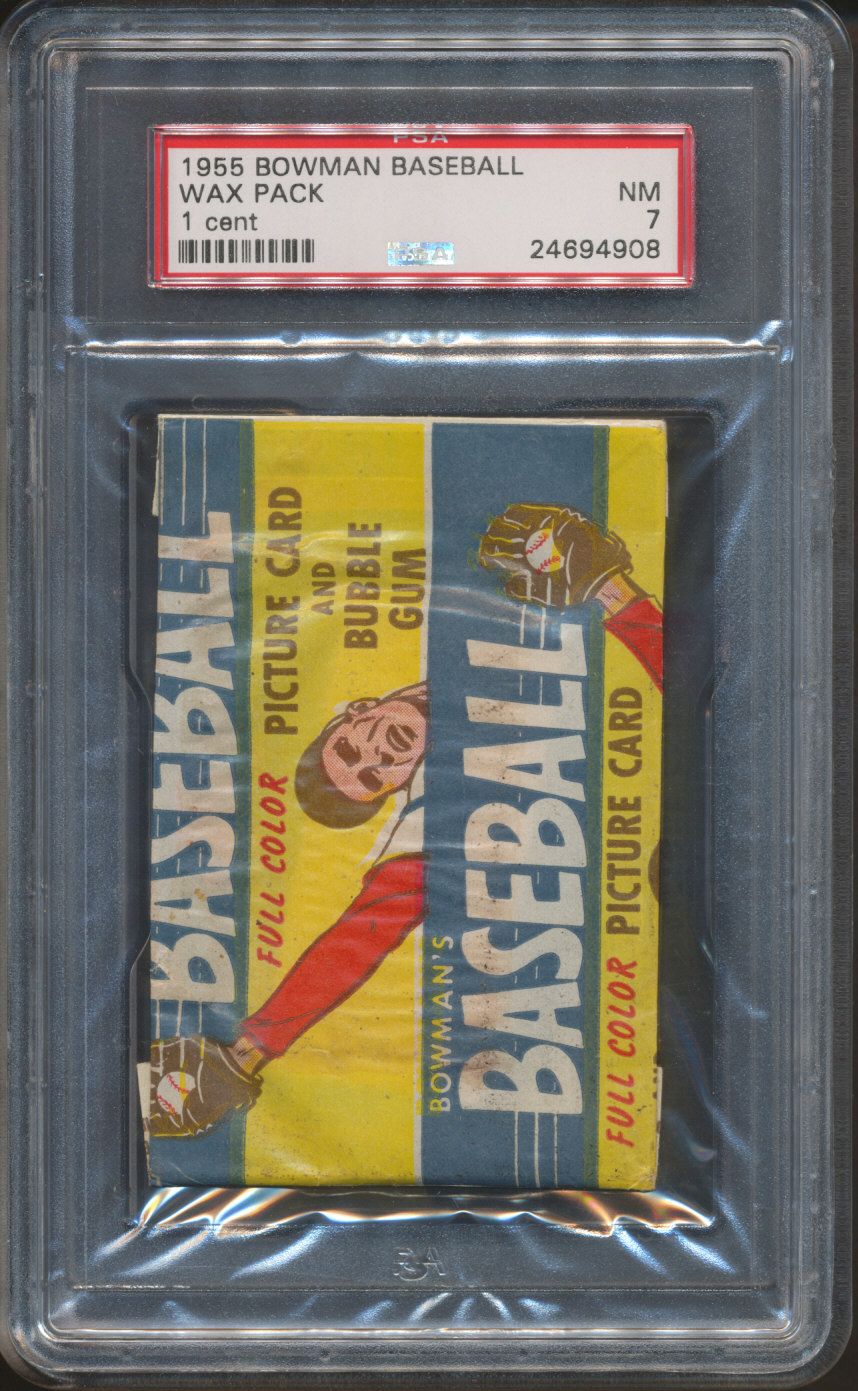 PSA
1955 BOWMAN BASEBALL
WAX PACK NM
1 cent 7
24694908
BASEBALL
FULL COLOR PICTURE CARD
AND
BUBBLE
GUM
BOWMAN'S
BASEBALL
FULL COLOR PICTURE CARD